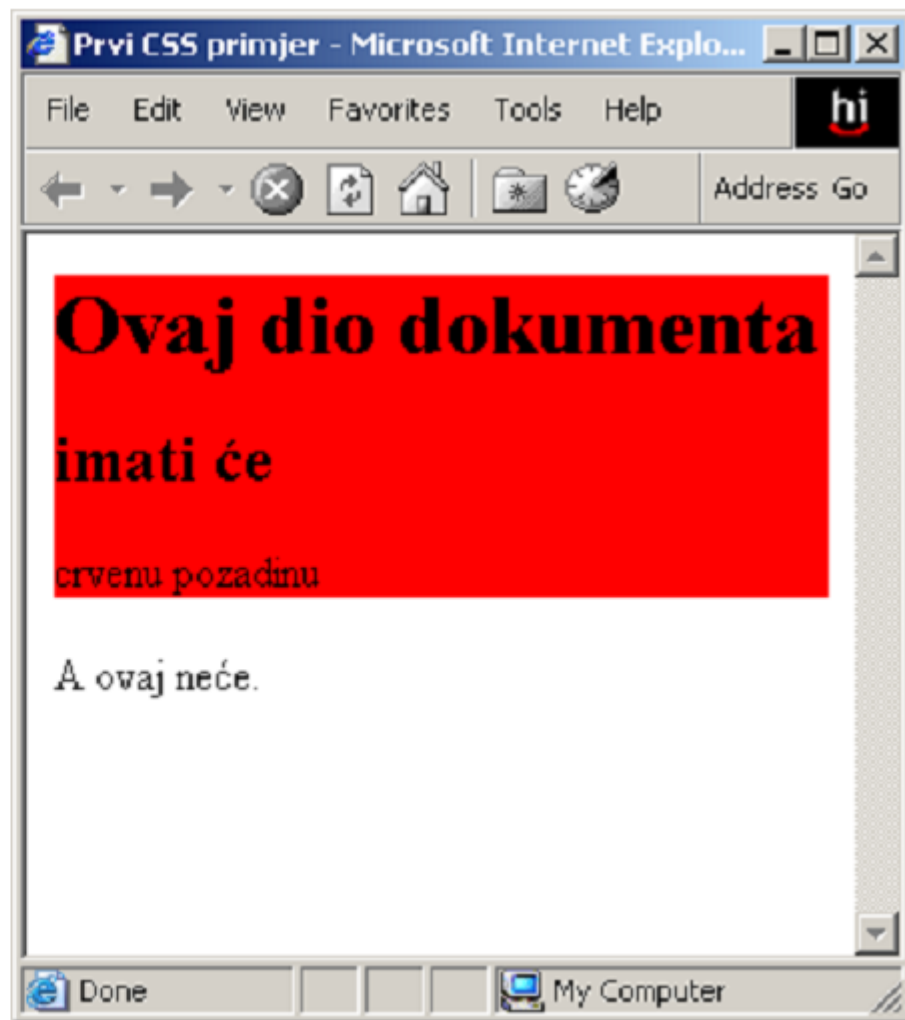 Prvi CSS primjer - Microsoft Internet Explo...
File Edit View Favorites Tools Help
hi
Address Go
Ovaj dio dokumenta
imati će
crvenu pozadinu
A ovaj neće.
Done My Computer